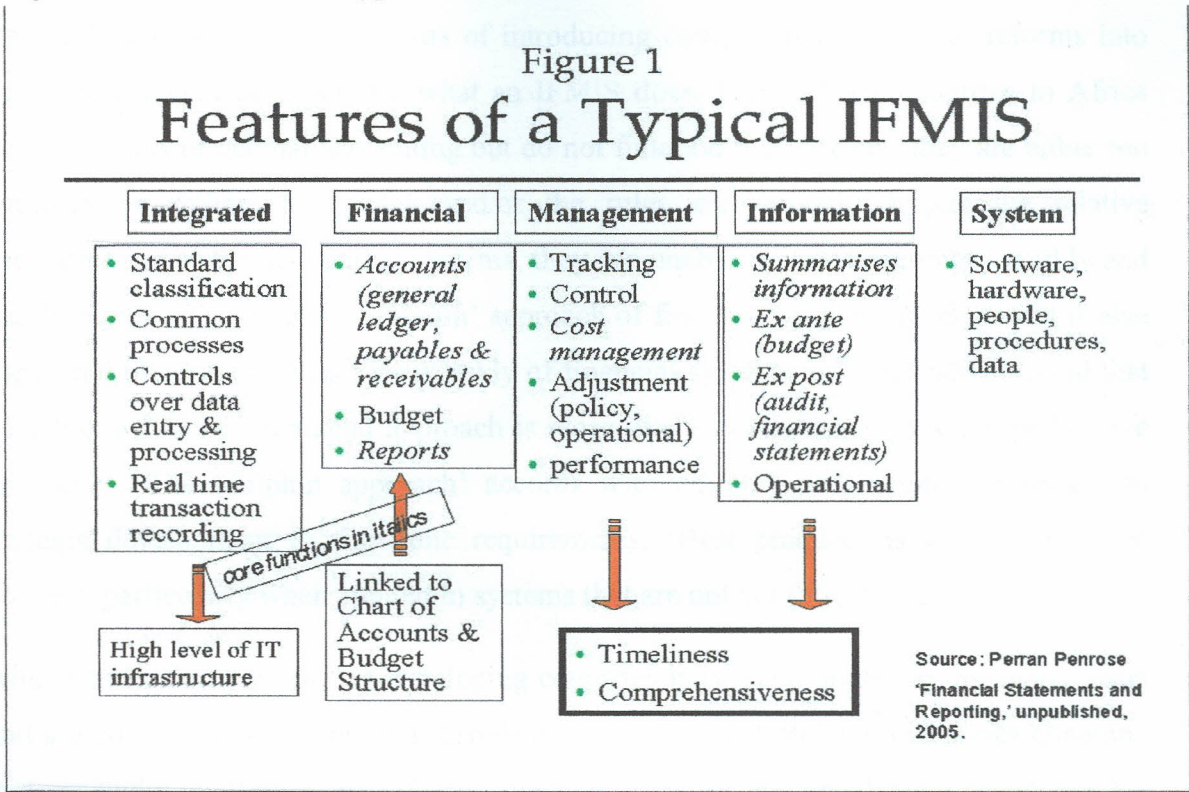 Figure 1
Features of a Typical IFMIS
Integrated
• Standard
classification
• Common
processes
• Controls
over data
entry &
processing
• Real time
transaction
recording
High level of IT
infrastructure
Financial
• Accounts
(general
ledger,
payables &
receivables
• Budget
• Reports
core functions in italics
Linked to
Chart of
Accounts &
Budget
Structure
Management
• Tracking
• Control
• Cost
management
• Adjustment
(policy,
operational)
• performance
Information
• Summarises
information
• Ex ante
(budget)
• Ex post
(audit,
financial
statements)
• Operational
• Timeliness
• Comprehensiveness
System
• Software,
hardware,
people,
procedures,
data
Source: Perran Penrose
'Financial Statements and
Reporting,' unpublished,
2005.